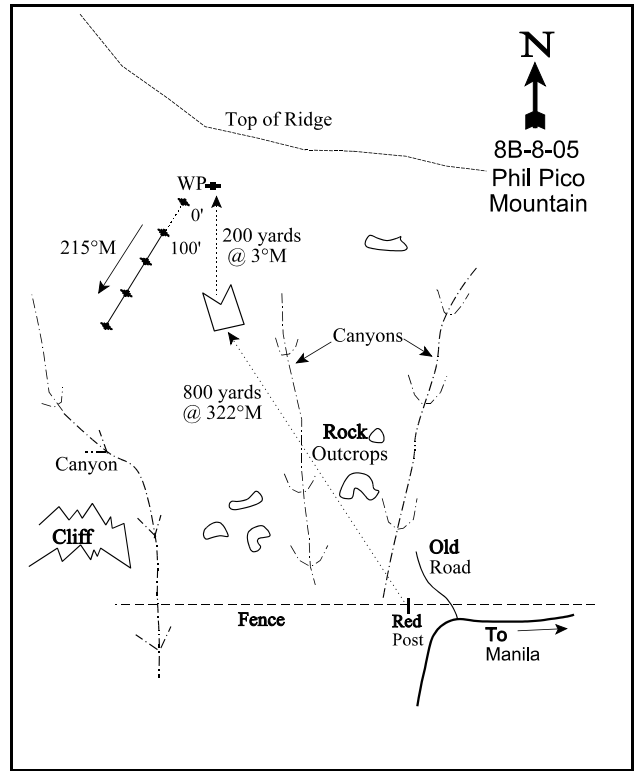 N
8B-8-05
Phil Pico
Mountain
Top of Ridge
WP
0'
100'
215°M
200 yards
@ 3°M
Canyons
800 yards
@ 322°M
Rock
Outcrops
Canyon
Cliff
Old
Road
Fence
Red
Post
To
Manila